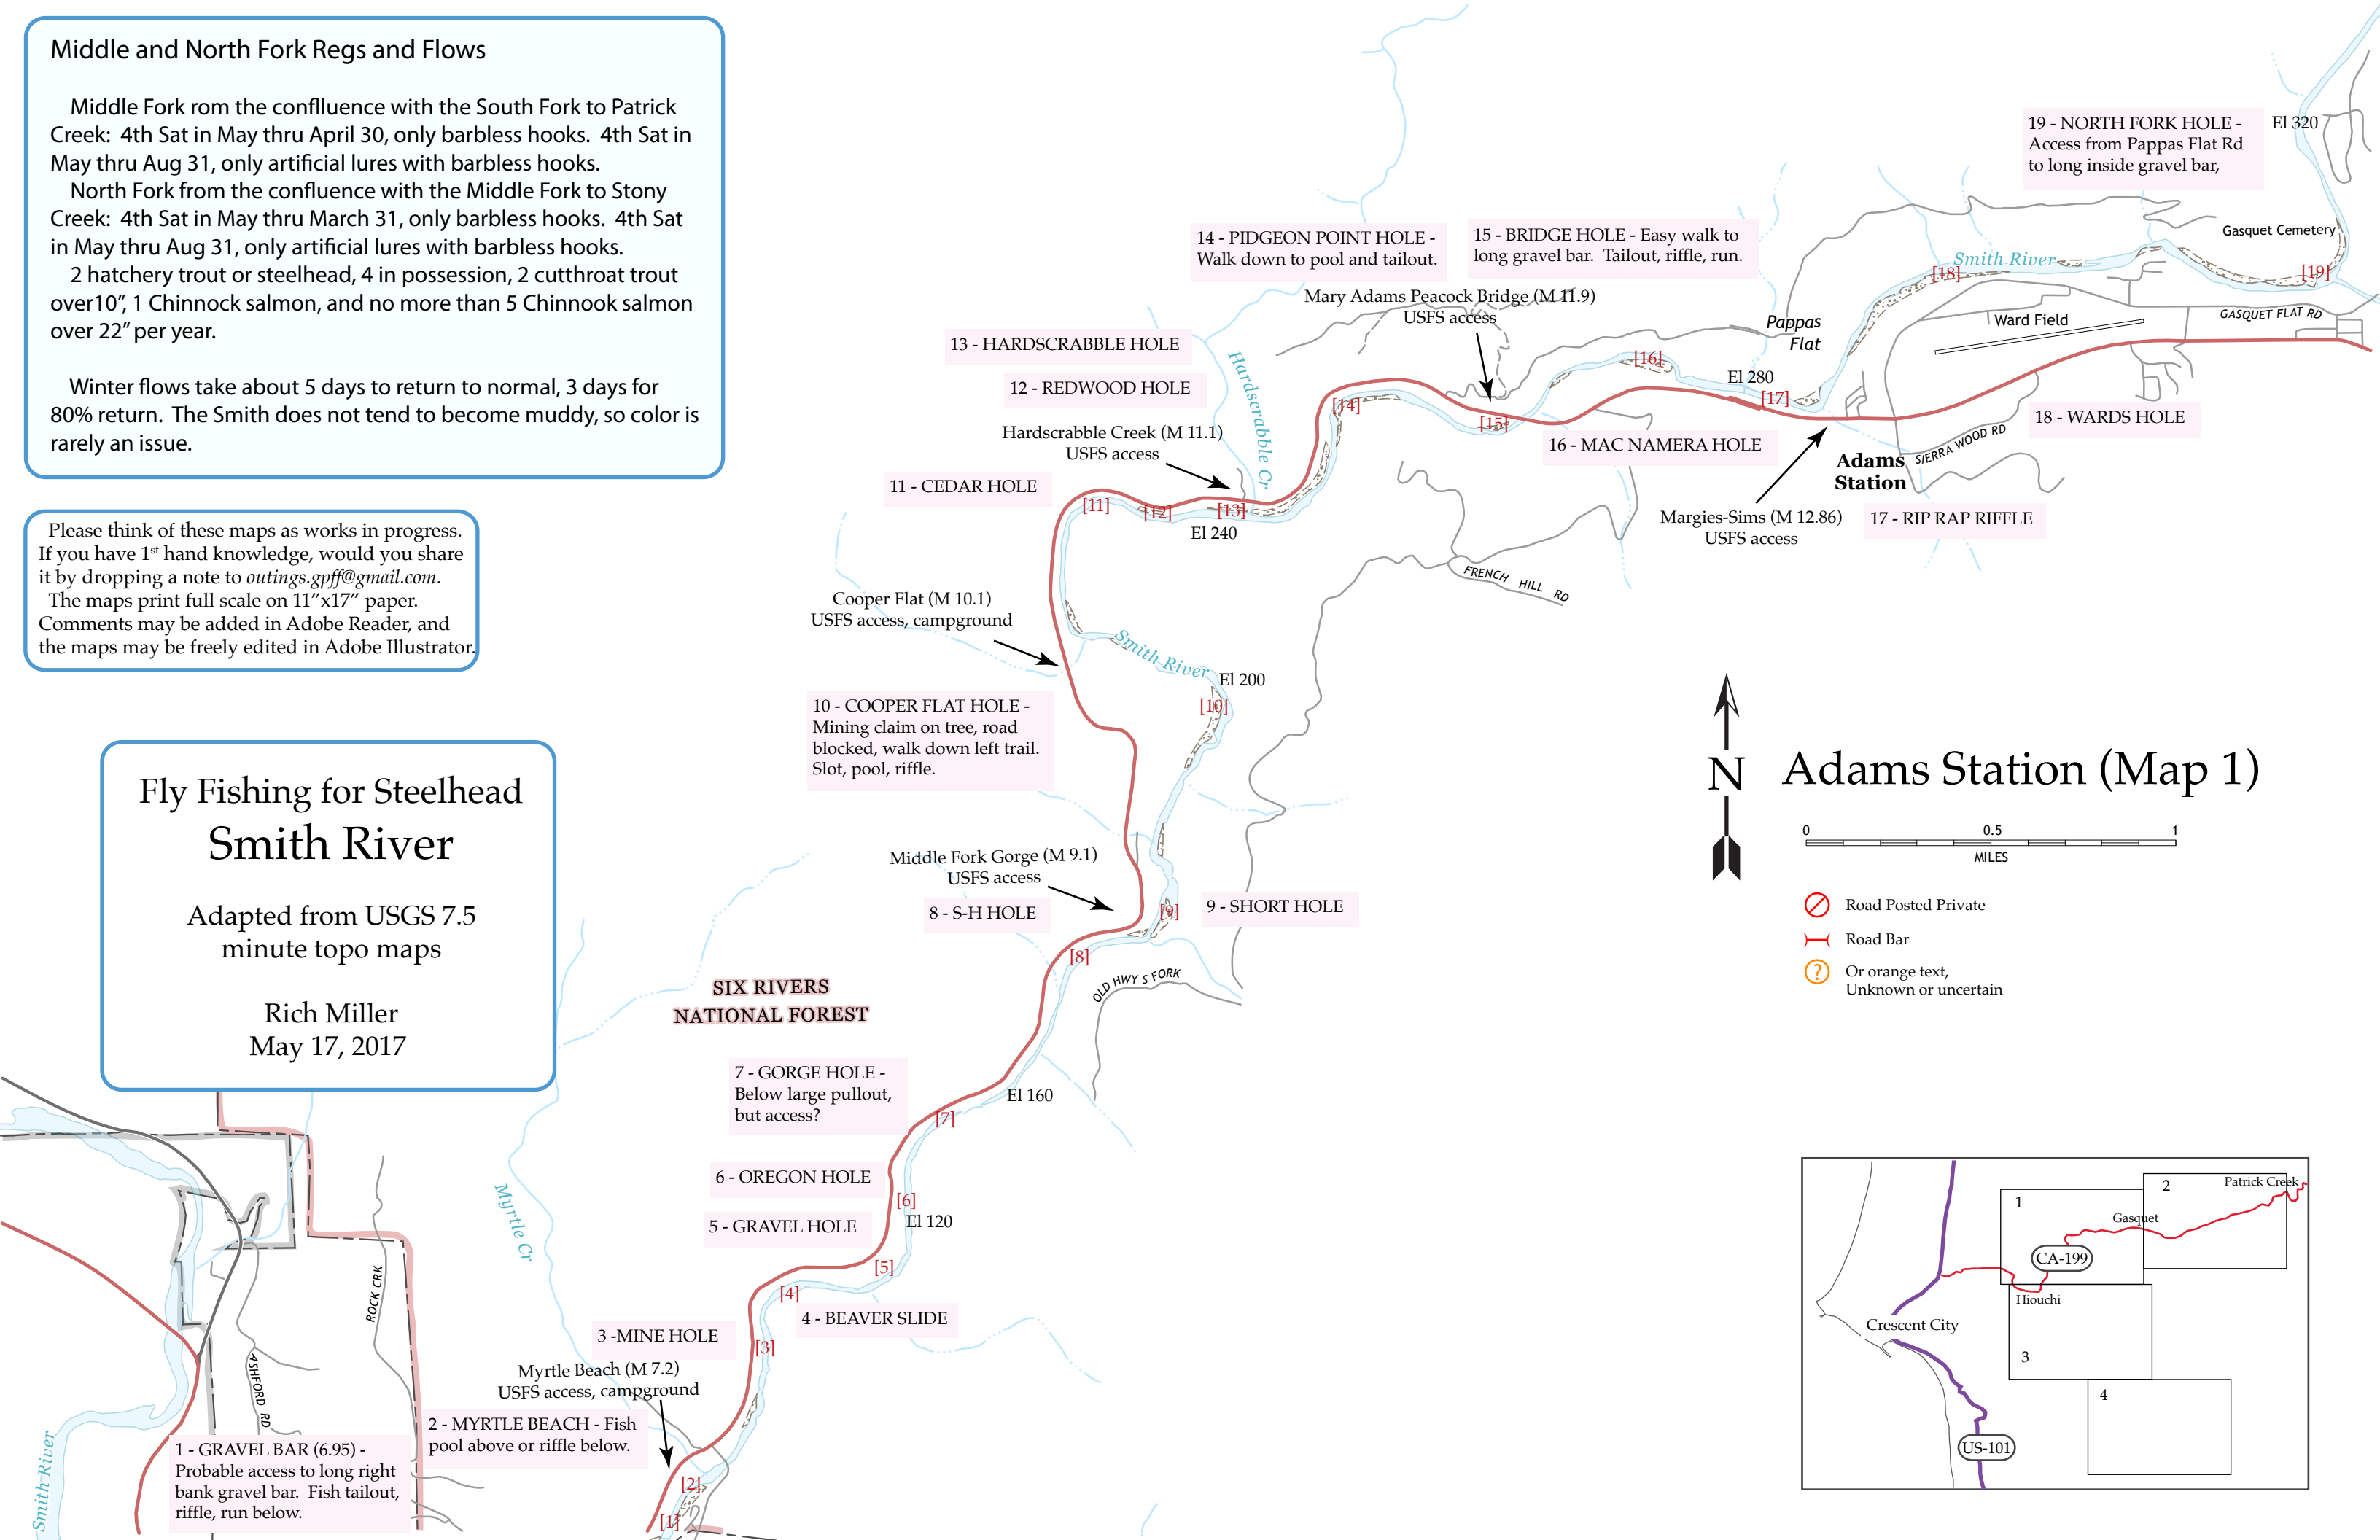 Middle and North Fork Regs and Flows
Middle Fork rom the conflluence with the South Fork to Patrick
Creek:  4th Sat in May thru April 30, only barbless hooks.  4th Sat in
May thru Aug 31, only artificial lures with barbless hooks.
North Fork from the confluence with the Middle Fork to Stony
Creek:  4th Sat in May thru March 31, only barbless hooks.  4th Sat
in May thru Aug 31, only artificial lures with barbless hooks.
2 hatchery trout or steelhead, 4 in possession, 2 cutthroat trout
over10”, 1 Chinnock salmon, and no more than 5 Chinnook salmon
over 22” per year.
Winter flows take about 5 days to return to normal, 3 days for
80% return.  The Smith does not tend to become muddy, so color is
rarely an issue.
Please think of these maps as works in progress.
If you have 1st hand knowledge, would you share
it by dropping a note to outings.gpff@gmail.com.
The maps print full scale on 11”x17” paper.
Comments may be added in Adobe Reader, and
the maps may be freely edited in Adobe Illustrator.
Fly Fishing for Steelhead
Smith River
Adapted from USGS 7.5
minute topo maps
Rich Miller
May 17, 2017
19 - NORTH FORK HOLE -
Access from Pappas Flat Rd
to long inside gravel bar,
El 320
Gasquet Cemetery
[19]
Smith River
[18]
GASQUET FLAT RD
Ward Field
14 - PIDGEON POINT HOLE -
Walk down to pool and tailout.
15 - BRIDGE HOLE - Easy walk to
long gravel bar.  Tailout, riffle, run.
Mary Adams Peacock Bridge (M 11.9)
USFS access
Pappas
Flat
El 280
[17]
[16]
[15]
[14]
13 - HARDSCRABBLE HOLE
12 - REDWOOD HOLE
Hardscrabble Cr
Hardscrabble Creek (M 11.1)
USFS access
11 - CEDAR HOLE
[11]
[12]
[13]
El 240
16 - MAC NAMERA HOLE
18 - WARDS HOLE
SIERRA WOOD RD
Adams
Station
Margies-Sims (M 12.86)
USFS access
17 - RIP RAP RIFFLE
FRENCH HILL RD
Cooper Flat (M 10.1)
USFS access, campground
Smith River
El 200
[10]
10 - COOPER FLAT HOLE -
Mining claim on tree, road
blocked, walk down left trail.
Slot, pool, riffle.
Middle Fork Gorge (M 9.1)
USFS access
8 - S-H HOLE
[9]
9 - SHORT HOLE
[8]
OLD HWY S FORK
SIX RIVERS
NATIONAL FOREST
7 - GORGE HOLE -
Below large pullout,
but access?
El 160
[7]
6 - OREGON HOLE
[6]
El 120
5 - GRAVEL HOLE
[5]
[4]
4 - BEAVER SLIDE
Myrtle Cr
3 -MINE HOLE
[3]
Myrtle Beach (M 7.2)
USFS access, campground
2 - MYRTLE BEACH - Fish
pool above or riffle below.
[2]
[1]
ROCK CRK
ASHFORD RD
1 - GRAVEL BAR (6.95) -
Probable access to long right
bank gravel bar.  Fish tailout,
riffle, run below.
Smith River
N
Adams Station (Map 1)
0 0.5 1
MILES
Road Posted Private
Road Bar
?
Or orange text,
Unknown or uncertain
1
2
Patrick Creek
Gasquet
CA-199
Hiouchi
Crescent City
3
4
US-101